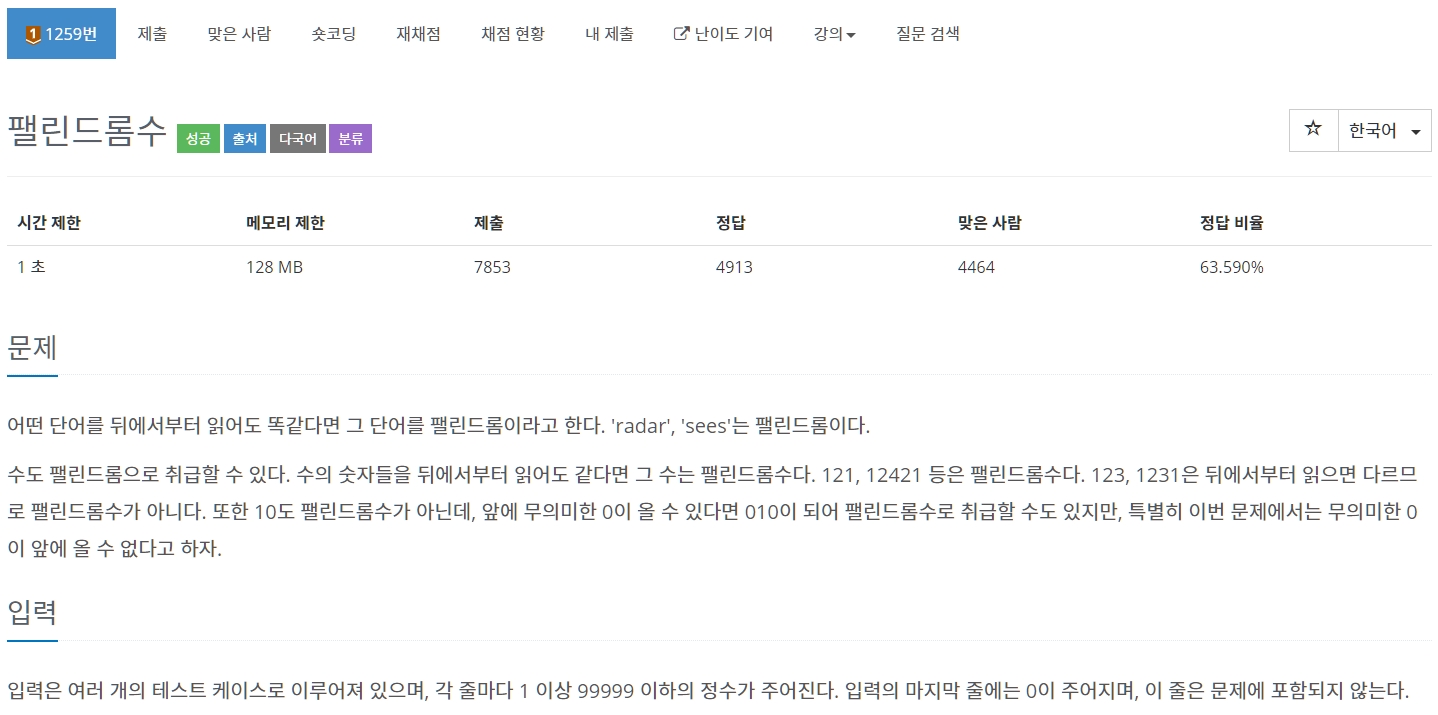 1 1259번 제출 맞은 사람 숏코딩 재채점 채점 현황 내 제출 난이도 기여 강의 질문 검색
팰린드롬수 성공 출처 다국어 분류 한국어
시간 제한 메모리 제한 제출 정답 맞은 사람 정답 비율
1 초 128 MB 7853 4913 4464 63.590%
문제
어떤 단어를 뒤에서부터 읽어도 똑같다면 그 단어를 팰린드롬이라고 한다. 'radar', 'sees'는 팰린드롬이다.
수도 팰린드롬으로 취급할 수 있다. 수의 숫자들을 뒤에서부터 읽어도 같다면 그 수는 팰린드롬수다. 121, 12421 등은 팰린드롬수다. 123, 1231은 뒤에서부터 읽으면 다르므
로 팰린드롬수가 아니다. 또한 10도 팰린드롬수가 아닌데, 앞에 무의미한 0이 올 수 있다면 010이 되어 팰린드롬수로 취급할 수도 있지만, 특별히 이번 문제에서는 무의미한 0
이 앞에 올 수 없다고 하자.
입력
입력은 여러 개의 테스트 케이스로 이루어져 있으며, 각 줄마다 1 이상 99999 이하의 정수가 주어진다. 입력의 마지막 줄에는 0이 주어지며, 이 줄은 문제에 포함되지 않는다.